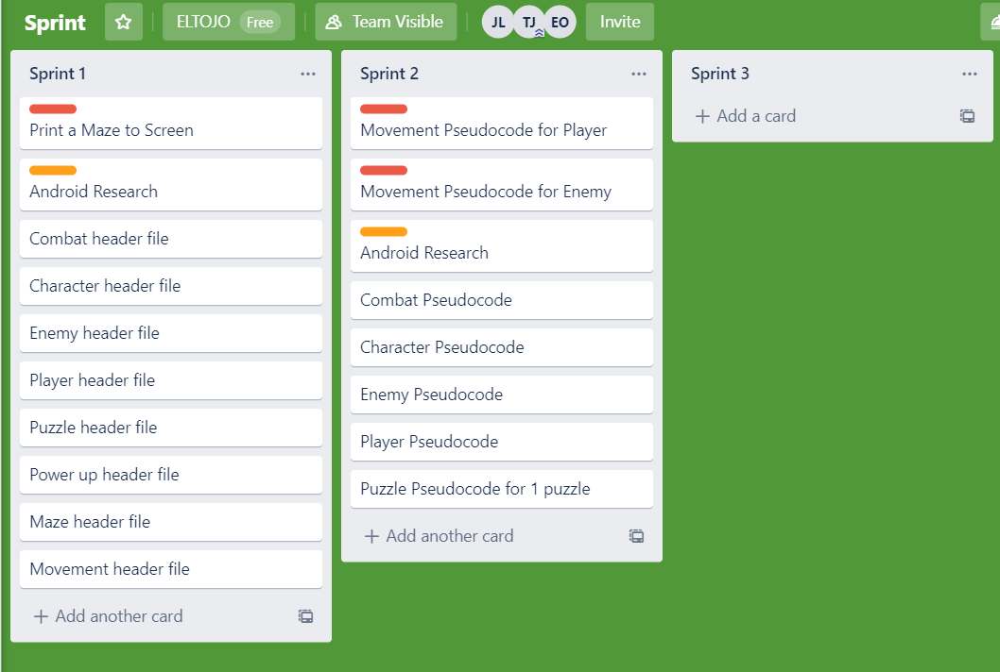 Sprint
ELTOJO Free
Team Visible
JL TJ EO
Invite
Sprint 1
Print a Maze to Screen
Android Research
Combat header file
Character header file
Enemy header file
Player header file
Puzzle header file
Power up header file
Maze header file
Movement header file
+ Add another card
Sprint 2
Movement Pseudocode for Player
Movement Pseudocode for Enemy
Android Research
Combat Pseudocode
Character Pseudocode
Enemy Pseudocode
Player Pseudocode
Puzzle Pseudocode for 1 puzzle
+ Add another card
Sprint 3
+ Add a card